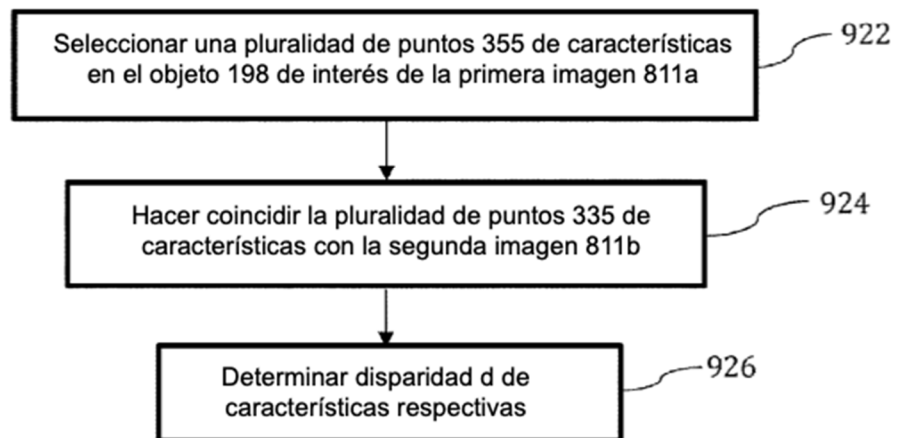 Seleccionar una pluralidad de puntos 355 de características
en el objeto 198 de interés de la primera imagen 811a
922
Hacer coincidir la pluralidad de puntos 335 de
características con la segunda imagen 811b
924
Determinar disparidad d de
características respectivas
926